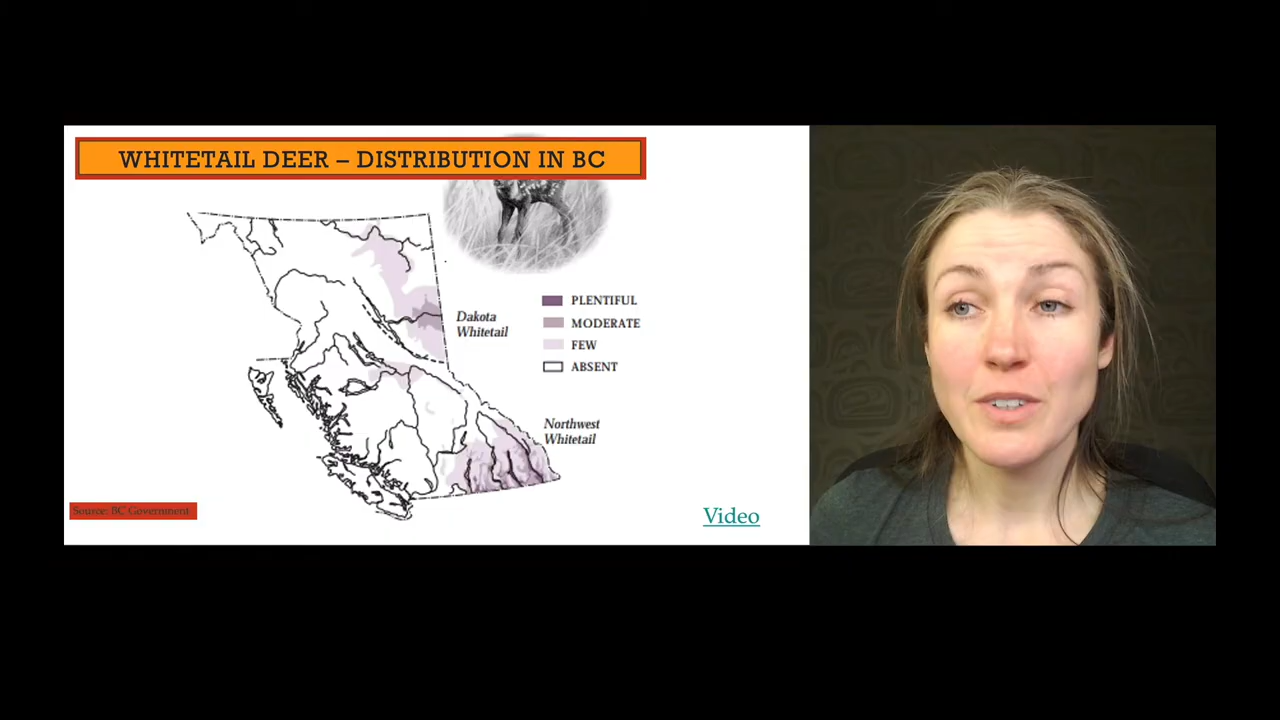 WHITETAIL DEER – DISTRIBUTION IN BC
PLENTIFUL
Dakota
Whitetail
MODERATE
FEW
ABSENT
Northwest
Whitetail
Source: BC Government
Video